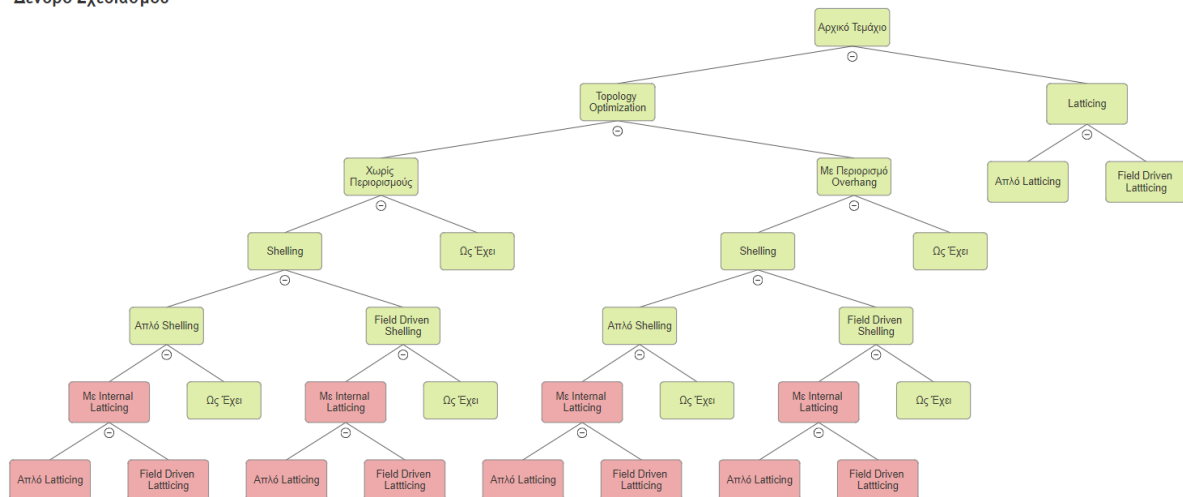 Δένδρο Σχεδιασμού
Αρχικό Τεμάχιο
Topology
Optimization
Latticing
Χωρίς
Περιορισμούς
Με Περιορισμό
Overhang
Απλό Latticing
Field Driven
Lattticing
Shelling
Ως Έχει
Shelling
Ως Έχει
Απλό Shelling
Field Driven
Shelling
Απλό Shelling
Field Driven
Shelling
Με Internal
Latticing
Ως Έχει
Με Internal
Latticing
Ως Έχει
Με Internal
Latticing
Ως Έχει
Με Internal
Latticing
Ως Έχει
Απλό Latticing
Field Driven
Lattticing
Απλό Latticing
Field Driven
Lattticing
Απλό Latticing
Field Driven
Lattticing
Απλό Latticing
Field Driven
Lattticing